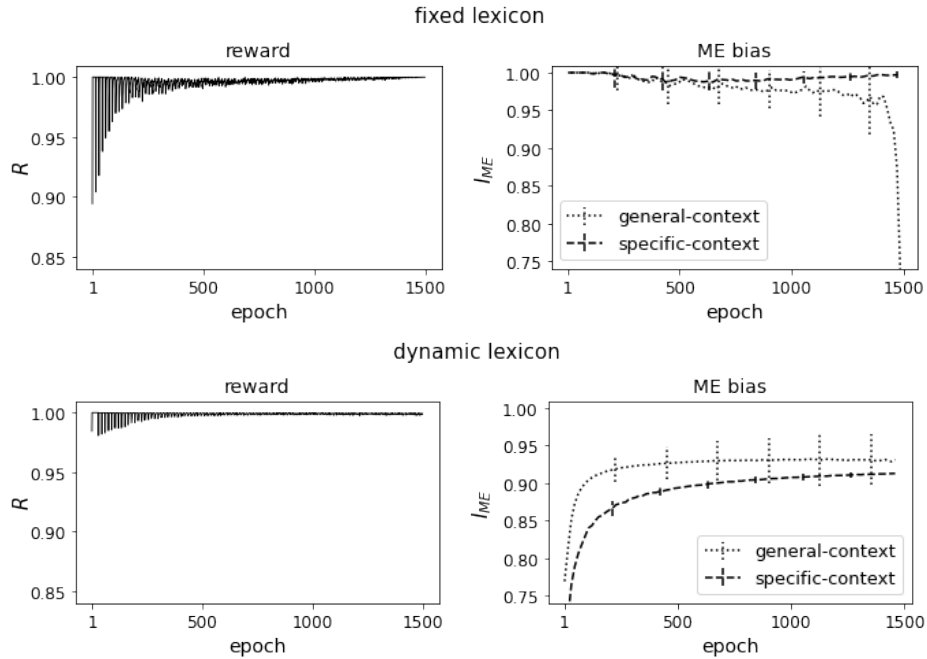 fixed lexicon
reward
1.00
0.95
0.90
0.85
R
1
500
1000
1500
epoch
ME bias
1.00
0.95
0.90
0.85
0.80
0.75
I_ME
general-context
specific-context
1
500
1000
1500
epoch
dynamic lexicon
reward
1.00
0.95
0.90
0.85
R
1
500
1000
1500
epoch
ME bias
1.00
0.95
0.90
0.85
0.80
0.75
I_ME
general-context
specific-context
1
500
1000
1500
epoch